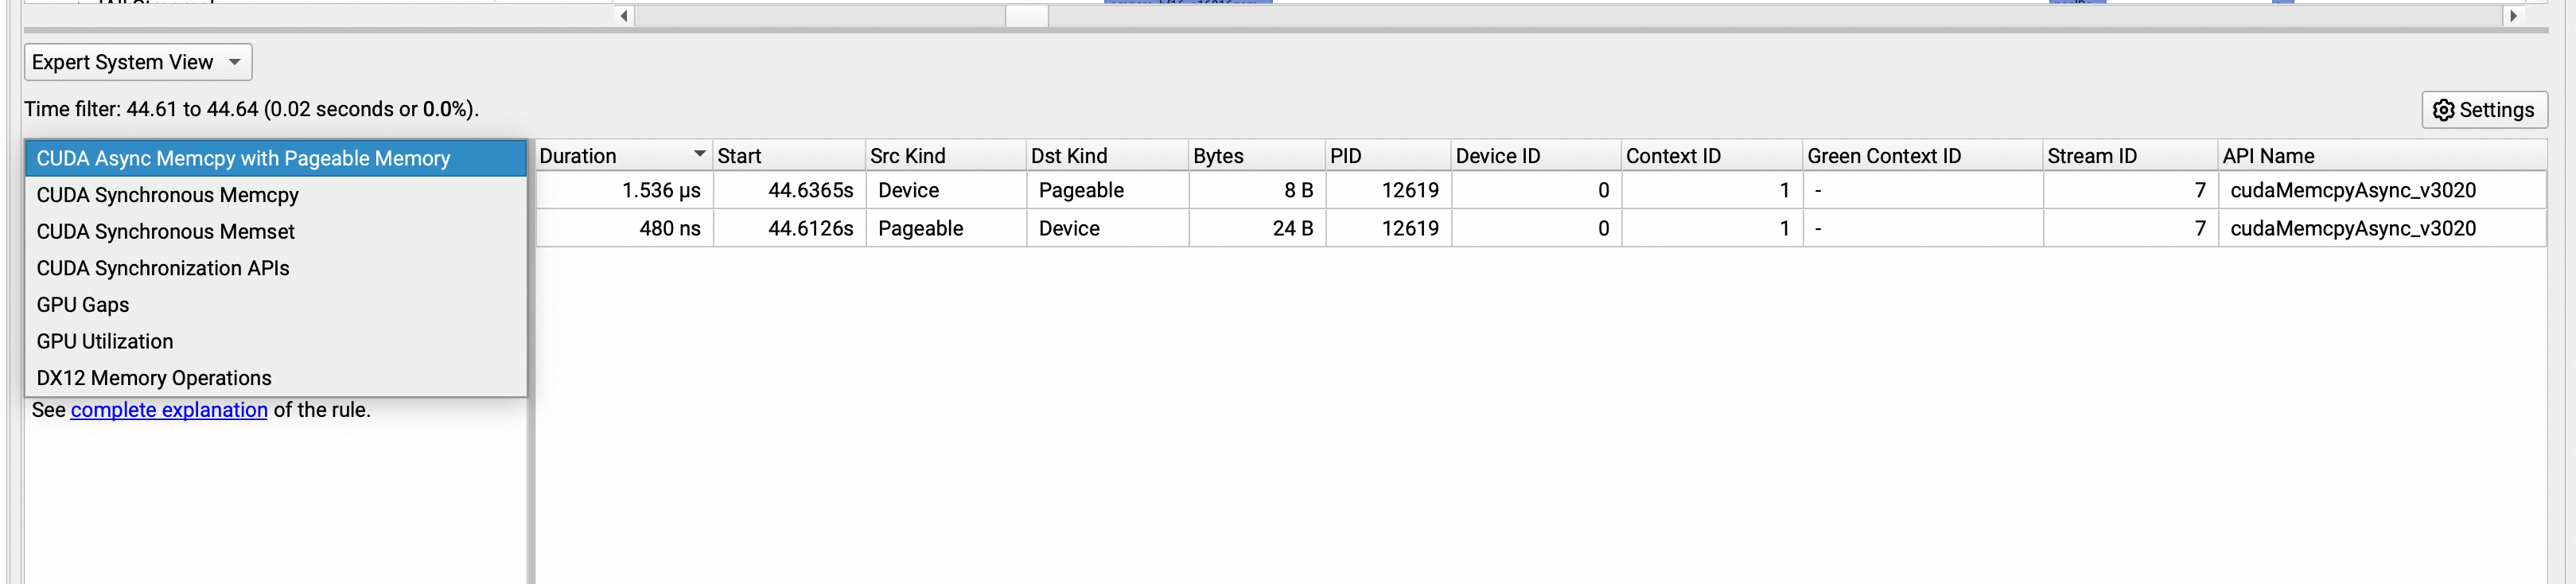 Expert System View
Time filter: 44.61 to 44.64 (0.02 seconds or 0.0%).
Settings
CUDA Async Memcpy with Pageable Memory
CUDA Synchronous Memcpy
CUDA Synchronous Memset
CUDA Synchronization APIs
GPU Gaps
GPU Utilization
DX12 Memory Operations
See complete explanation of the rule.
Duration Start Src Kind Dst Kind Bytes PID Device ID Context ID Green Context ID Stream ID API Name
1.536 μs 44.6365s Device Pageable 8 B 12619 0 1 - 7 cudaMemcpyAsync_v3020
480 ns 44.6126s Pageable Device 24 B 12619 0 1 - 7 cudaMemcpyAsync_v3020